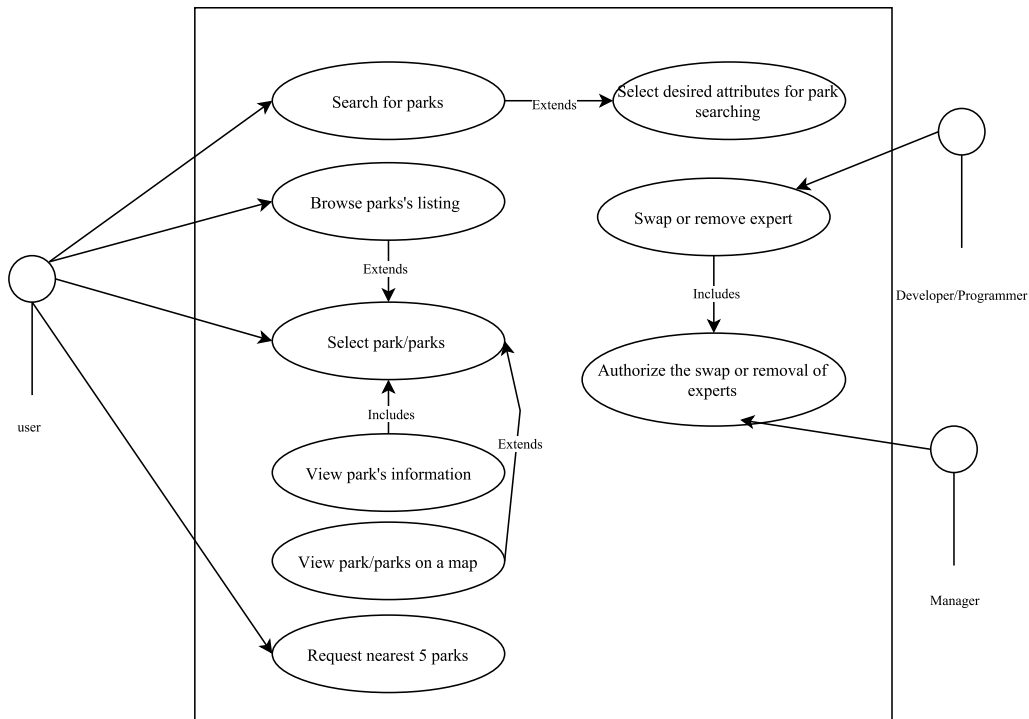 Search for parks
Extends
Select desired attributes for park
searching
Browse parks's listing
Swap or remove expert
Extends
Includes
Developer/Programmer
Select park/parks
Authorize the swap or removal of
experts
Includes
user
Extends
View park's information
View park/parks on a map
Manager
Request nearest 5 parks